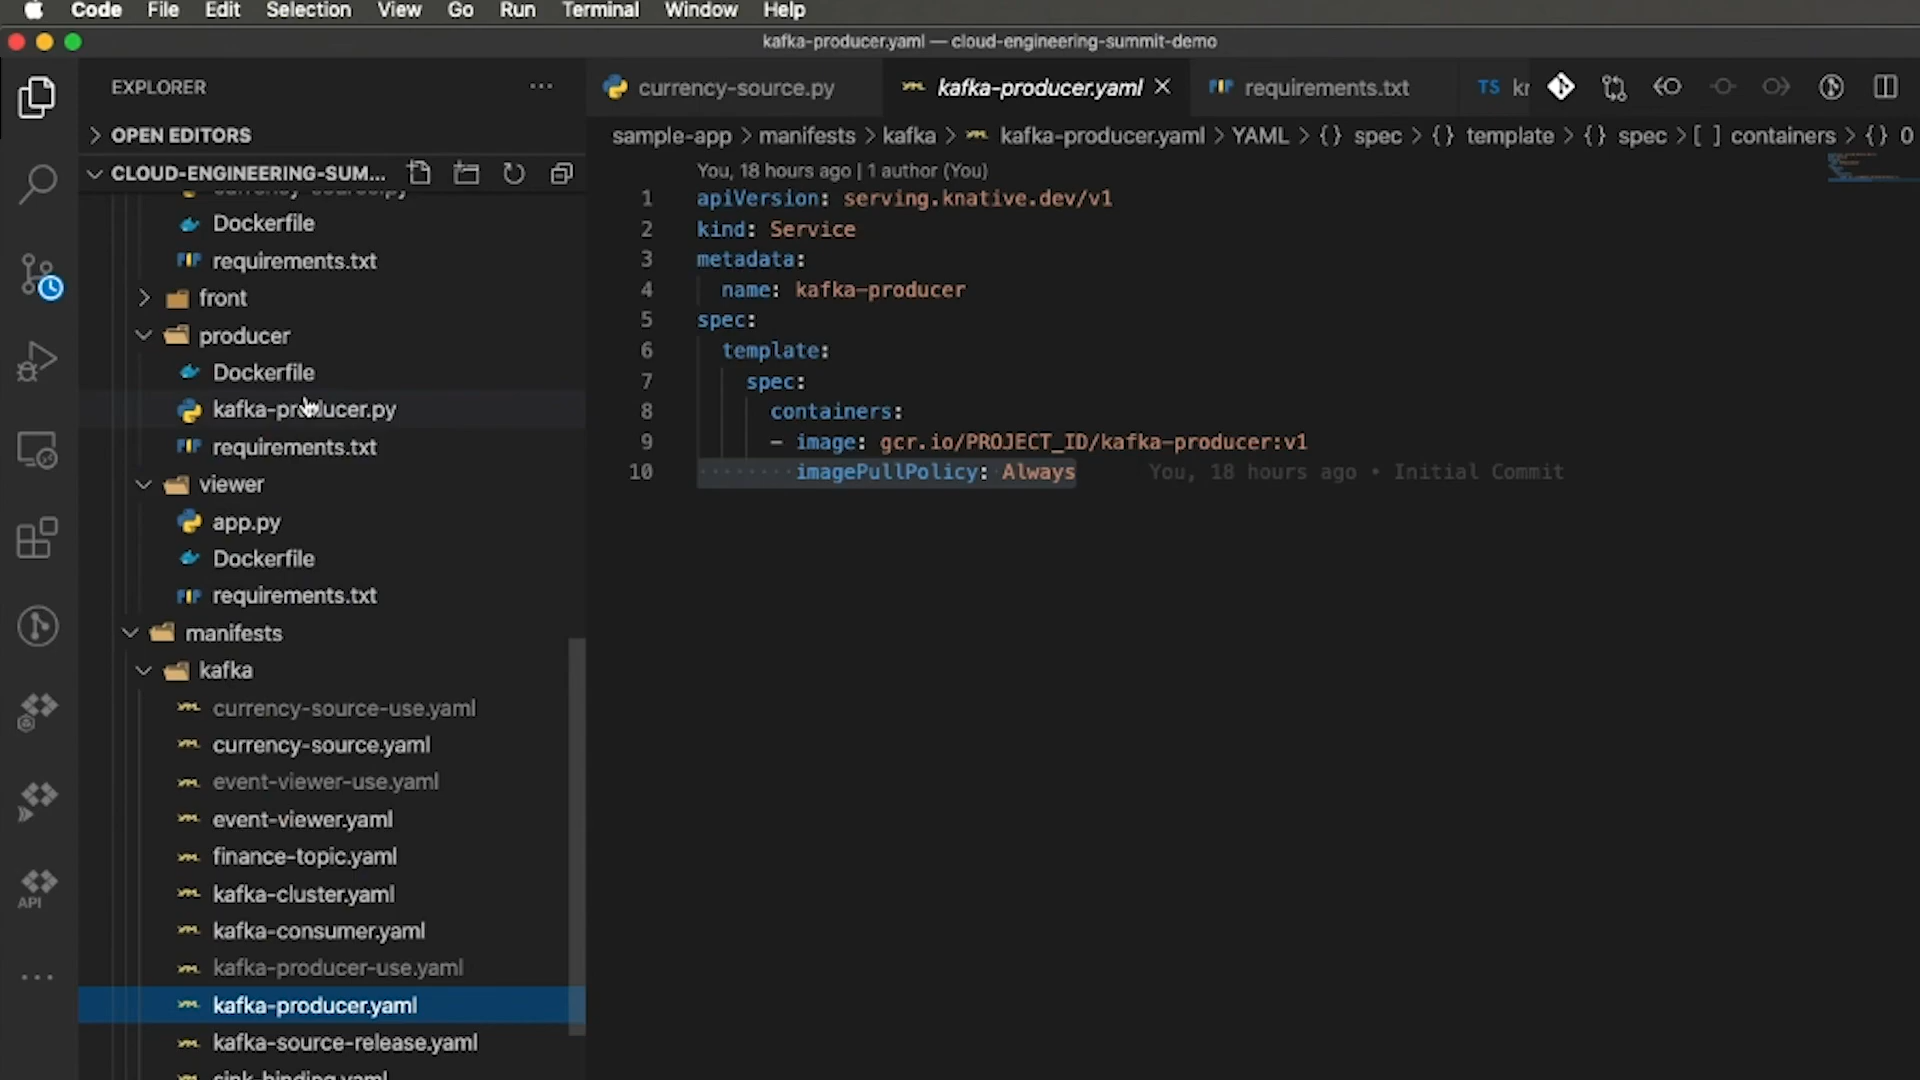 Code File Edit Selection View Go Run Terminal Window Help
kafka-producer.yaml — cloud-engineering-summit-demo
EXPLORER
OPEN EDITORS
CLOUD-ENGINEERING-SUM...
Dockerfile
requirements.txt
front
producer
Dockerfile
kafka-producer.py
requirements.txt
viewer
app.py
Dockerfile
requirements.txt
manifests
kafka
currency-source-use.yaml
currency-source.yaml
event-viewer-use.yaml
event-viewer.yaml
finance-topic.yaml
kafka-cluster.yaml
kafka-consumer.yaml
kafka-producer-use.yaml
kafka-producer.yaml
kafka-source-release.yaml
sink-binding.yaml
API
currency-source.py kafka-producer.yaml requirements.txt TS kr
sample-app > manifests > kafka > kafka-producer.yaml > YAML > {} spec > {} template > {} spec > [ ] containers > {} 0
You, 18 hours ago | 1 author (You)
1 apiVersion: serving.knative.dev/v1
2 kind: Service
3 metadata:
4 name: kafka-producer
5 spec:
6 template:
7 spec:
8 containers:
9 - image: gcr.io/PROJECT_ID/kafka-producer:v1
10 imagePullPolicy: Always You, 18 hours ago • Initial Commit